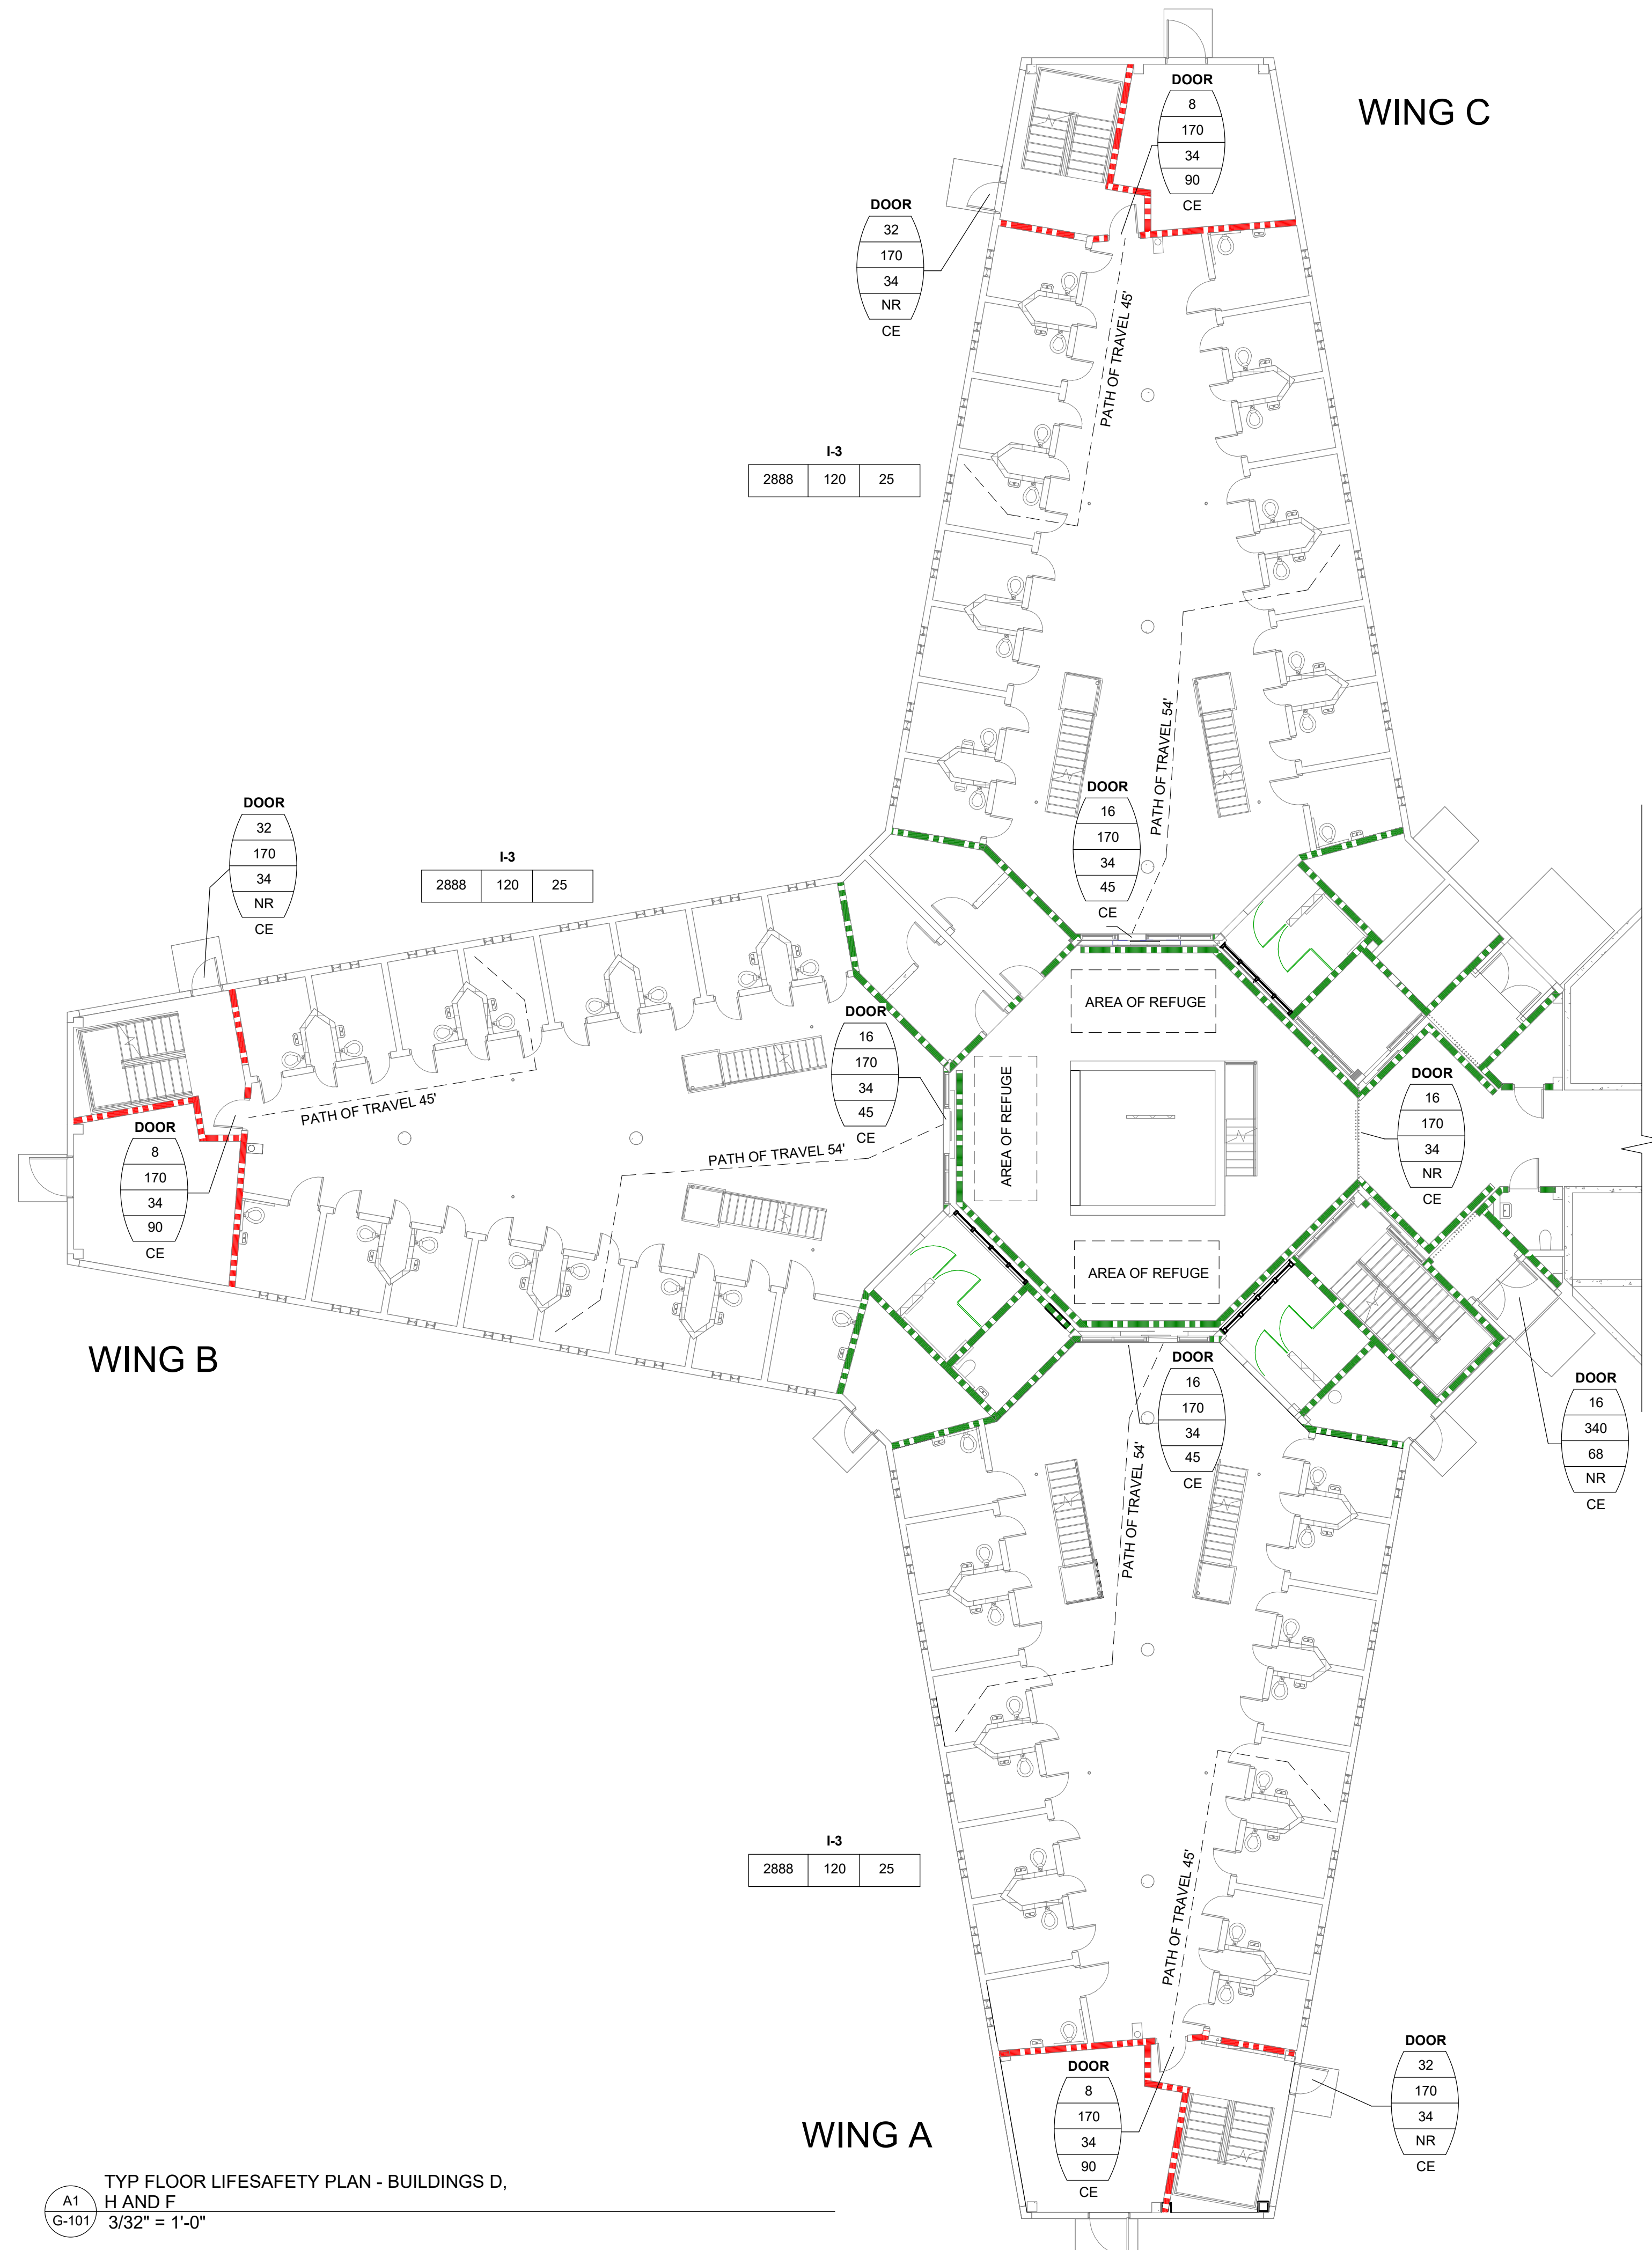 DOOR
8
170
34
90
CE
WING C
DOOR
32
170
34
NR
CE
PATH OF TRAVEL 45'
I-3
2888 120 25
PATH OF TRAVEL 54'
DOOR
16
170
34
45
CE
DOOR
32
170
34
NR
CE
I-3
2888 120 25
AREA OF REFUGE
DOOR
16
170
34
45
CE
AREA OF REFUGE
DOOR
16
170
34
NR
CE
PATH OF TRAVEL 45'
DOOR
8
170
34
90
CE
PATH OF TRAVEL 54'
AREA OF REFUGE
WING B
DOOR
16
170
34
45
CE
DOOR
16
340
68
NR
CE
PATH OF TRAVEL 54'
I-3
2888 120 25
PATH OF TRAVEL 45'
DOOR
8
170
34
90
CE
DOOR
32
170
34
NR
CE
WING A
A1
G-101
TYP FLOOR LIFESAFETY PLAN - BUILDINGS D,
H AND F
3/32" = 1'-0"